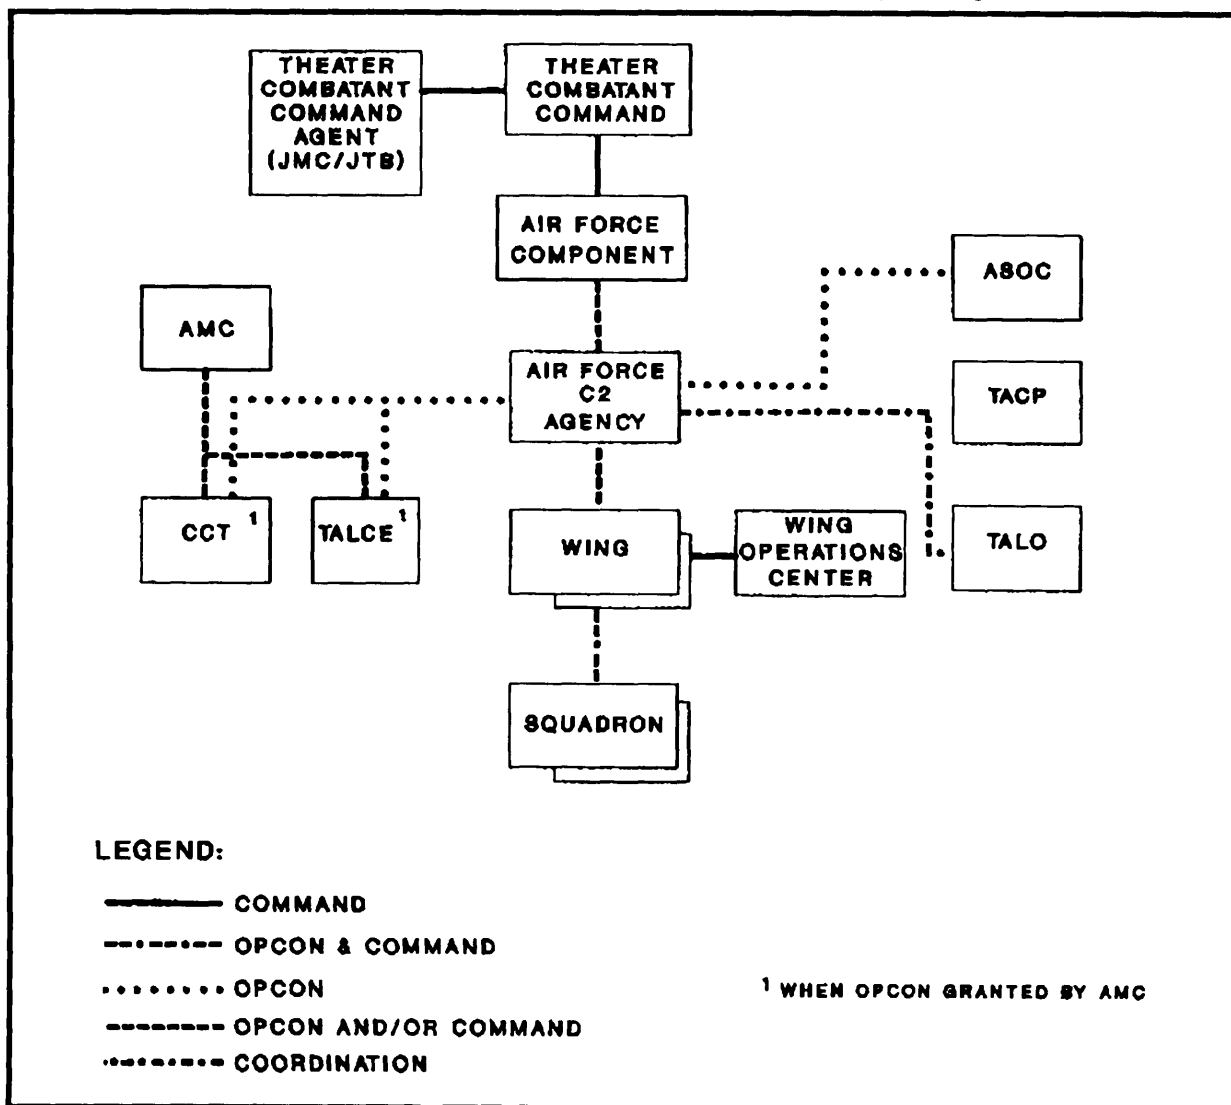 THEATER
COMBATANT
COMMAND
AGENT
(JMC/JTB)
THEATER
COMBATANT
COMMAND
AIR FORCE
COMPONENT
ASOC
AMC
AIR FORCE
C2
AGENCY
TACP
CCT 1
TALCE 1
WING
WING
OPERATIONS
CENTER
TALO
SQUADRON
LEGEND:
COMMAND
OPCON & COMMAND
OPCON
1 WHEN OPCON GRANTED BY AMC
OPCON AND/OR COMMAND
COORDINATION